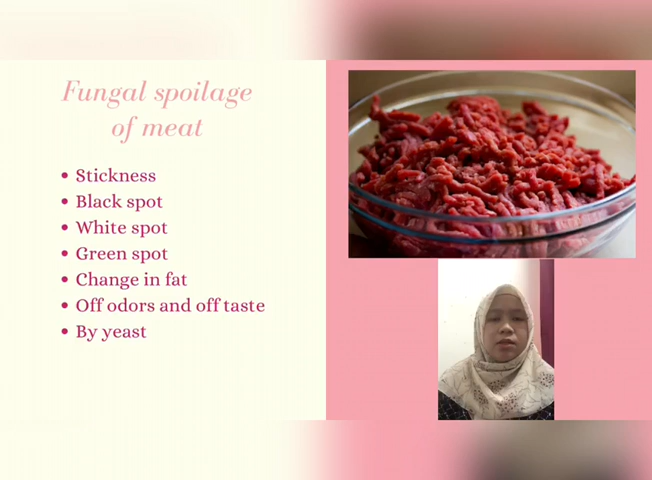 Fungal spoilage
of meat
• Stickness
• Black spot
• White spot
• Green spot
• Change in fat
• Off odors and off taste
• By yeast